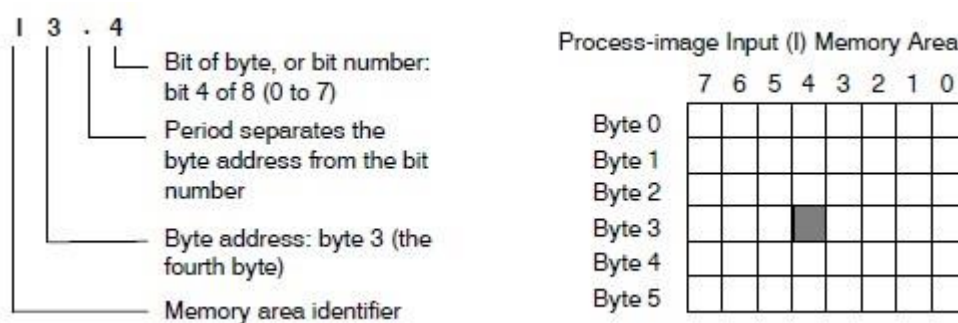 I 3 . 4
Bit of byte, or bit number:
bit 4 of 8 (0 to 7)
Period separates the
byte address from the bit
number
Byte address: byte 3 (the
fourth byte)
Memory area identifier
Process-image Input (I) Memory Area
7 6 5 4 3 2 1 0
Byte 0
Byte 1
Byte 2
Byte 3
Byte 4
Byte 5